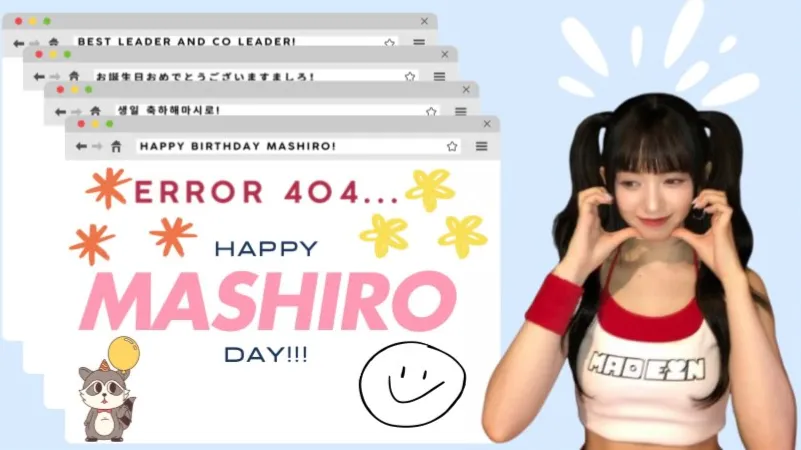 BEST LEADER AND CO LEADER!
お誕生日おめでとうございますましろ!
생일 축하해마시로!
HAPPY BIRTHDAY MASHIRO!
ERROR 404...
HAPPY
MASHIRO
DAY!!!
MADEIN